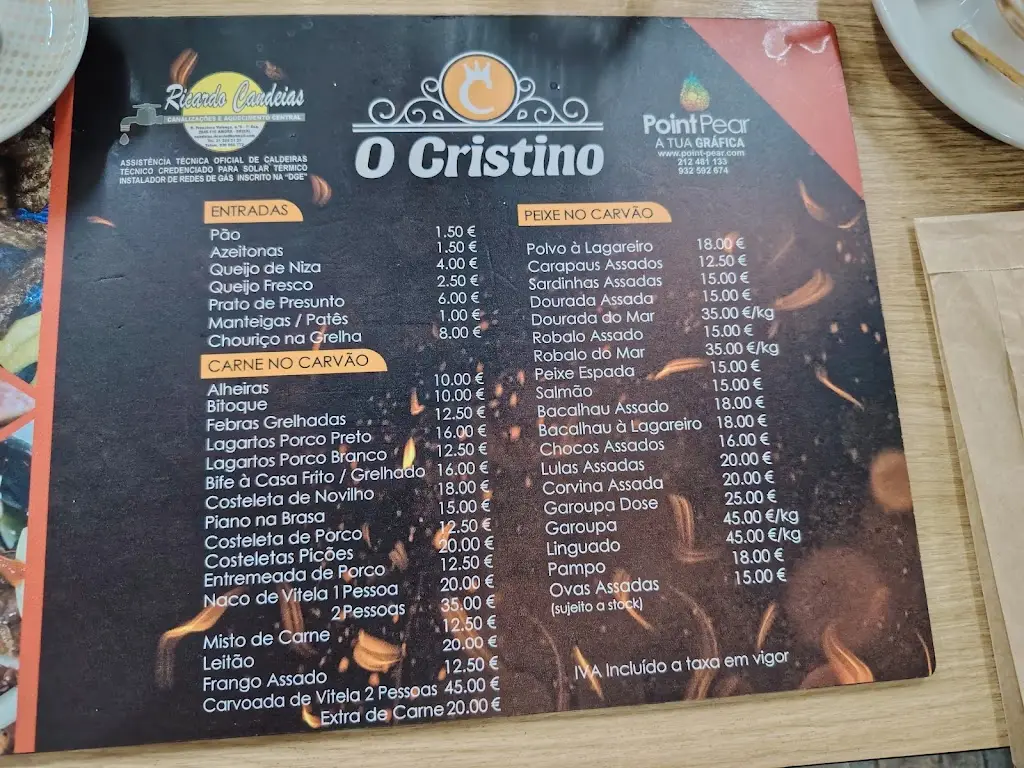 Ricardo Candeias
CANALIZAÇÕES E AQUECIMENTO CENTRAL
ASSISTÊNCIA TÉCNICA OFICIAL DE CALDEIRAS
TÉCNICO CREDENCIADO PARA SOLAR TÉRMICO
INSTALADOR DE REDES DE GÁS INSCRITO NA "DGE"
C
O Cristino
PointPear
A TUA GRÁFICA
www.point-pear.com
212 481 133
932 592 674
ENTRADAS
Pão 1.50 €
Azeitonas 1.50 €
Queijo de Niza 4.00 €
Queijo Fresco 2.50 €
Prato de Presunto 6.00 €
Manteigas / Patês 1.00 €
Chouriço na Grelha 8.00 €
CARNE NO CARVÃO
Alheiras 10.00 €
Bitoque 10.00 €
Febras Grelhadas 12.50 €
Lagartos Porco Preto 16.00 €
Lagartos Porco Branco 12.50 €
Bife à Casa Frito / Grelhado 16.00 €
Costeleta de Novilho 18.00 €
Piano na Brasa 15.00 €
Costeleta de Porco 12.50 €
Costeletas Picões 20.00 €
Entremeada de Porco 12.50 €
Naco de Vitela 1 Pessoa 20.00 €
2 Pessoas 35.00 €
Misto de Carne 12.50 €
Leitão 20.00 €
Frango Assado 12.50 €
Carvoada de Vitela 2 Pessoas 45.00 €
Extra de Carne 20.00 €
PEIXE NO CARVÃO
Polvo à Lagareiro 18.00 €
Carapaus Assados 12.50 €
Sardinhas Assadas 15.00 €
Dourada Assada 15.00 €
Dourada do Mar 35.00 €/kg
Robalo Assado 15.00 €
Robalo do Mar 35.00 €/kg
Peixe Espada 15.00 €
Salmão 15.00 €
Bacalhau Assado 18.00 €
Bacalhau à Lagareiro 18.00 €
Chocos Assados 16.00 €
Lulas Assadas 20.00 €
Corvina Assada 20.00 €
Garoupa Dose 25.00 €
Garoupa 45.00 €/kg
Linguado 45.00 €/kg
Pampo 18.00 €
Ovas Assadas 15.00 €
(sujeito a stock)
IVA Incluído a taxa em vigor